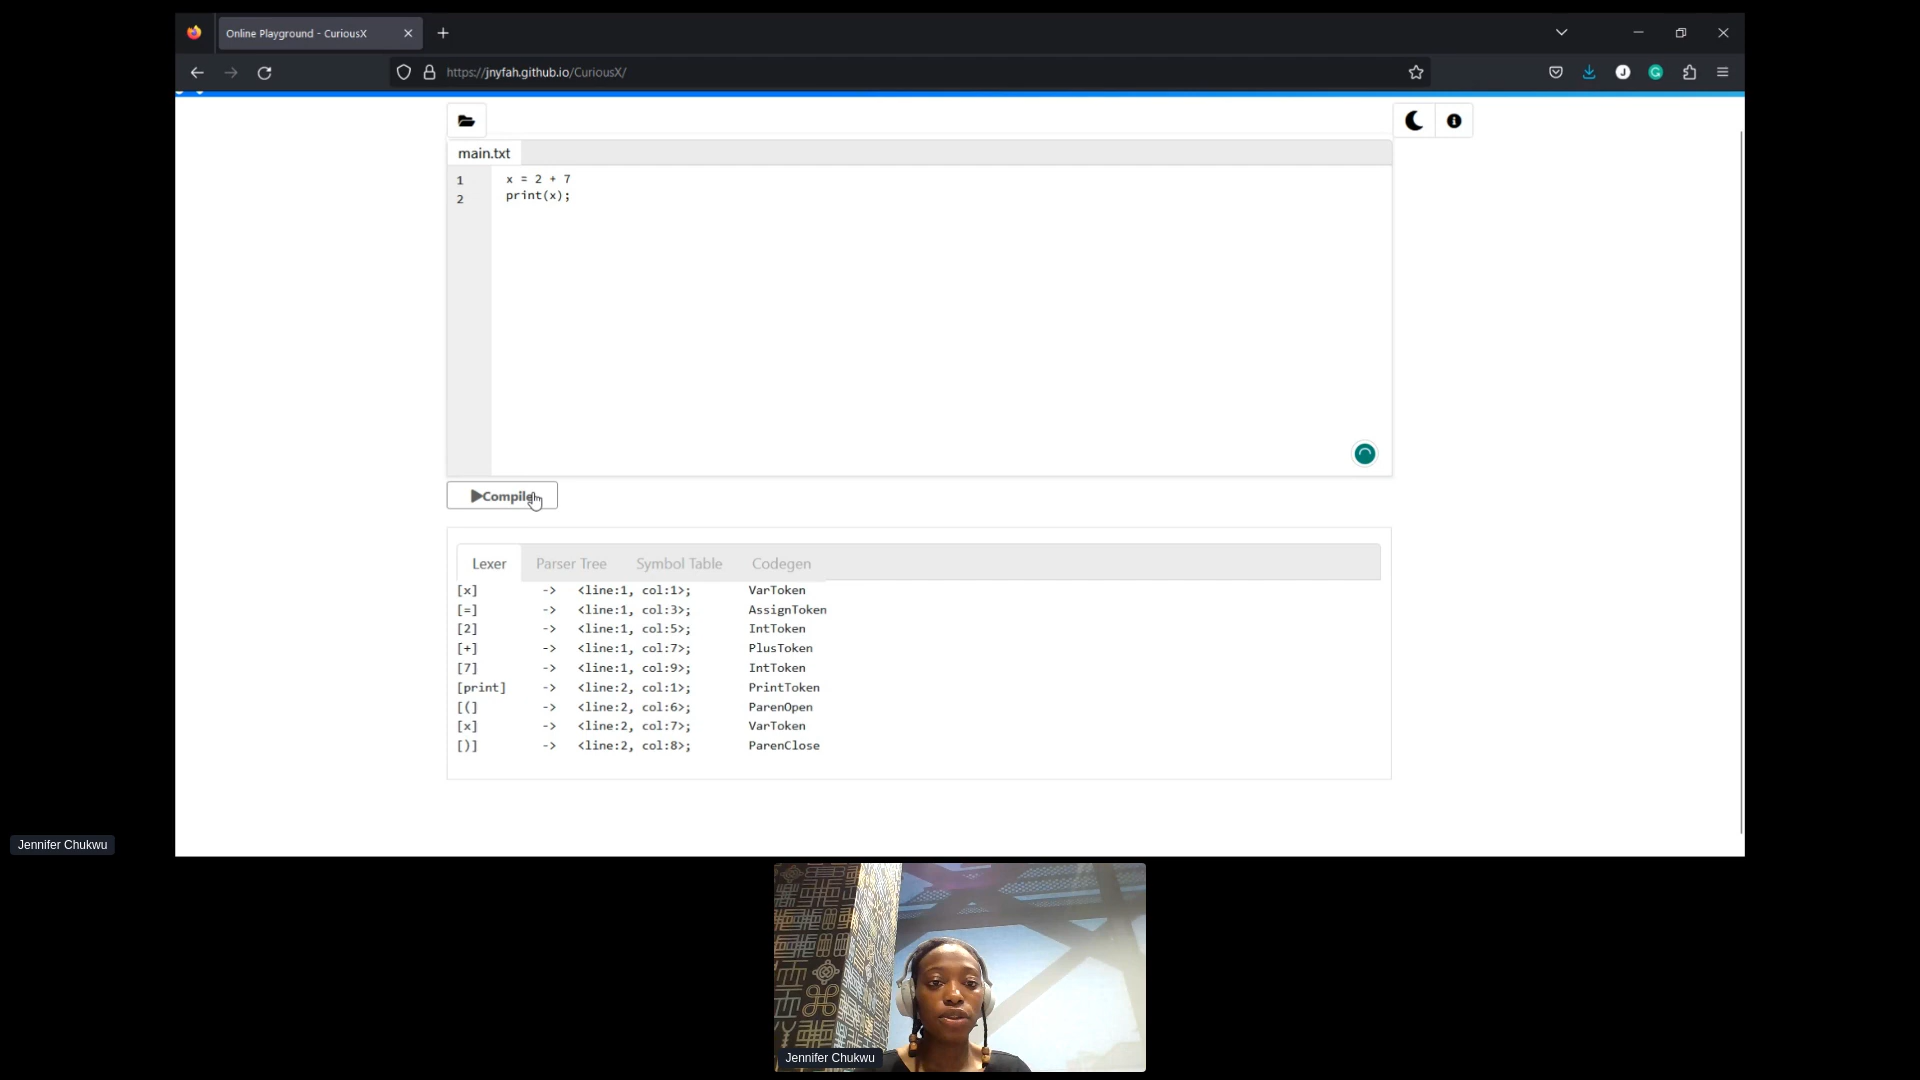 Online Playground - CuriousX
https://jnyfah.github.io/CuriousX/
main.txt
1 x = 2 + 7
2 print(x);
Compile
Lexer Parser Tree Symbol Table Codegen
[x] -> <line:1, col:1>; VarToken
[=] -> <line:1, col:3>; AssignToken
[2] -> <line:1, col:5>; IntToken
[+] -> <line:1, col:7>; PlusToken
[7] -> <line:1, col:9>; IntToken
[print] -> <line:2, col:1>; PrintToken
[(] -> <line:2, col:6>; ParenOpen
[x] -> <line:2, col:7>; VarToken
[)] -> <line:2, col:8>; ParenClose
Jennifer Chukwu
Jennifer Chukwu